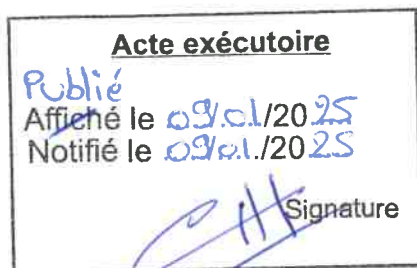 Acte exécutoire
Publié
Affiché le 09/01/2025
Notifié le 09/01./2025
Signature